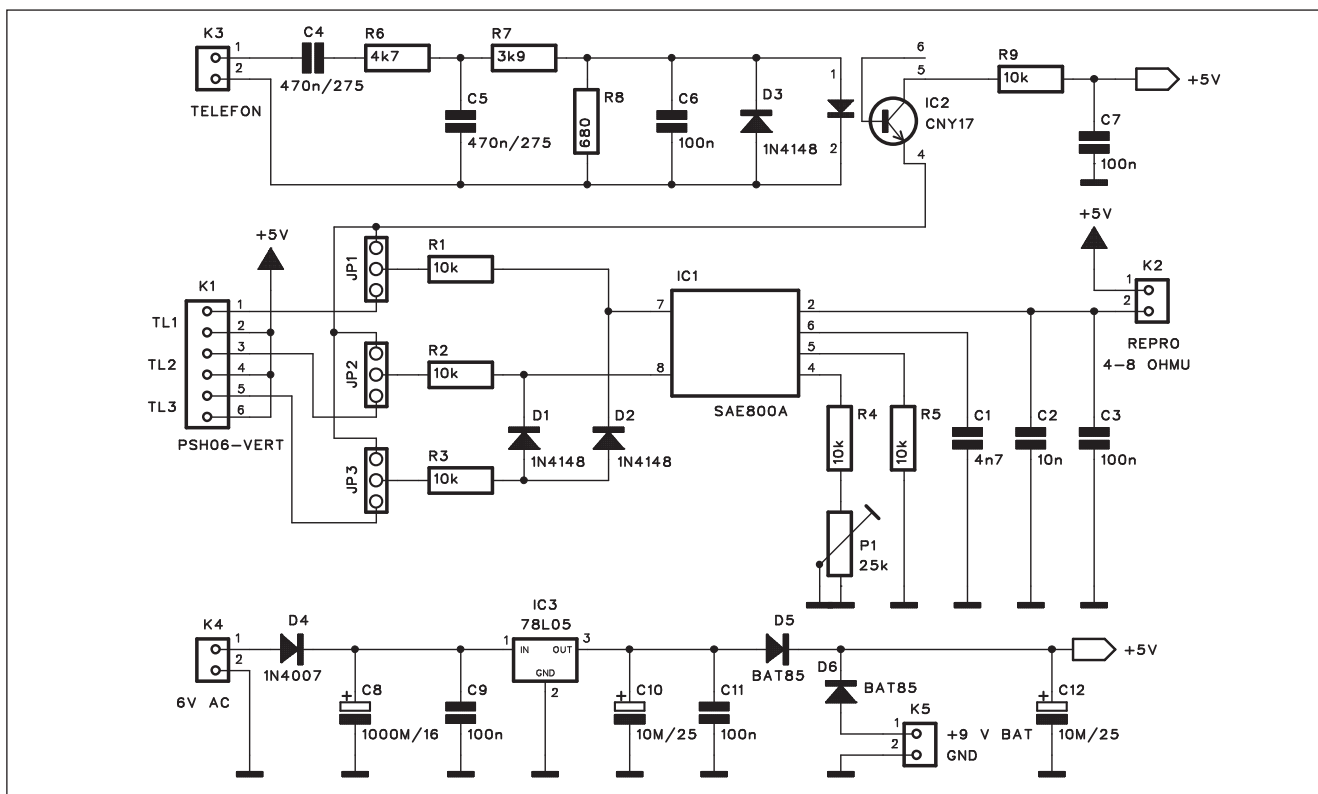 K3
1
2
TELEFON
C4
470n/275
R6
4k7
C5
470n/275
R7
3k9
R8
680
C6
100n
D3
1N4148
1
2
6
5
4
IC2
CNY17
R9
10k
+5V
C7
100n
+5V
K1
TL1
TL2
TL3
1
2
3
4
5
6
PSH06-VERT
JP1
JP2
JP3
R1
10k
R2
10k
R3
10k
D1
1N4148
D2
1N4148
IC1
7
8
2
6
5
4
SAE800A
R4
10k
P1
25k
R5
10k
C1
4n7
C2
10n
C3
100n
+5V
K2
1
2
REPRO
4-8 OHMU
K4
1
2
6V AC
D4
1N4007
C8
+
1000M/16
C9
100n
IC3
78L05
1
IN
OUT
3
GND
2
C10
+
10M/25
C11
100n
D5
BAT85
D6
BAT85
K5
1
2
+9 V BAT
GND
+5V
C12
+
10M/25